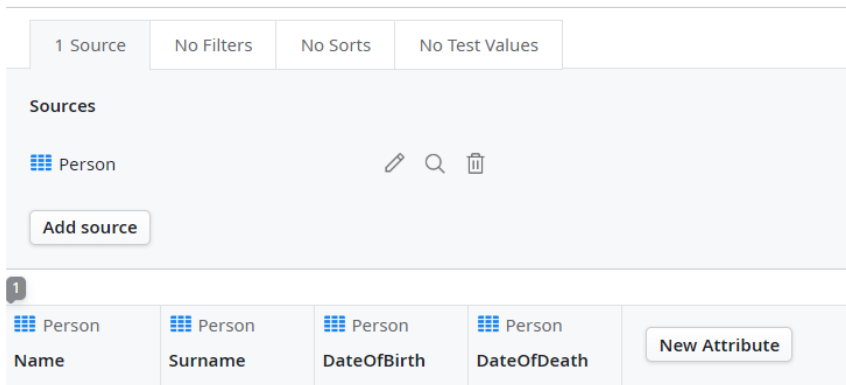 1 Source No Filters No Sorts No Test Values
Sources
Person
Add source
1
Person Person Person Person
Name Surname DateOfBirth DateOfDeath New Attribute